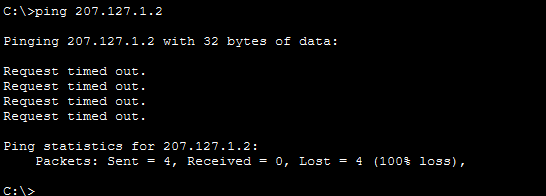 C:\>ping 207.127.1.2
Pinging 207.127.1.2 with 32 bytes of data:
Request timed out.
Request timed out.
Request timed out.
Request timed out.
Ping statistics for 207.127.1.2:
    Packets: Sent = 4, Received = 0, Lost = 4 (100% loss),
C:\>